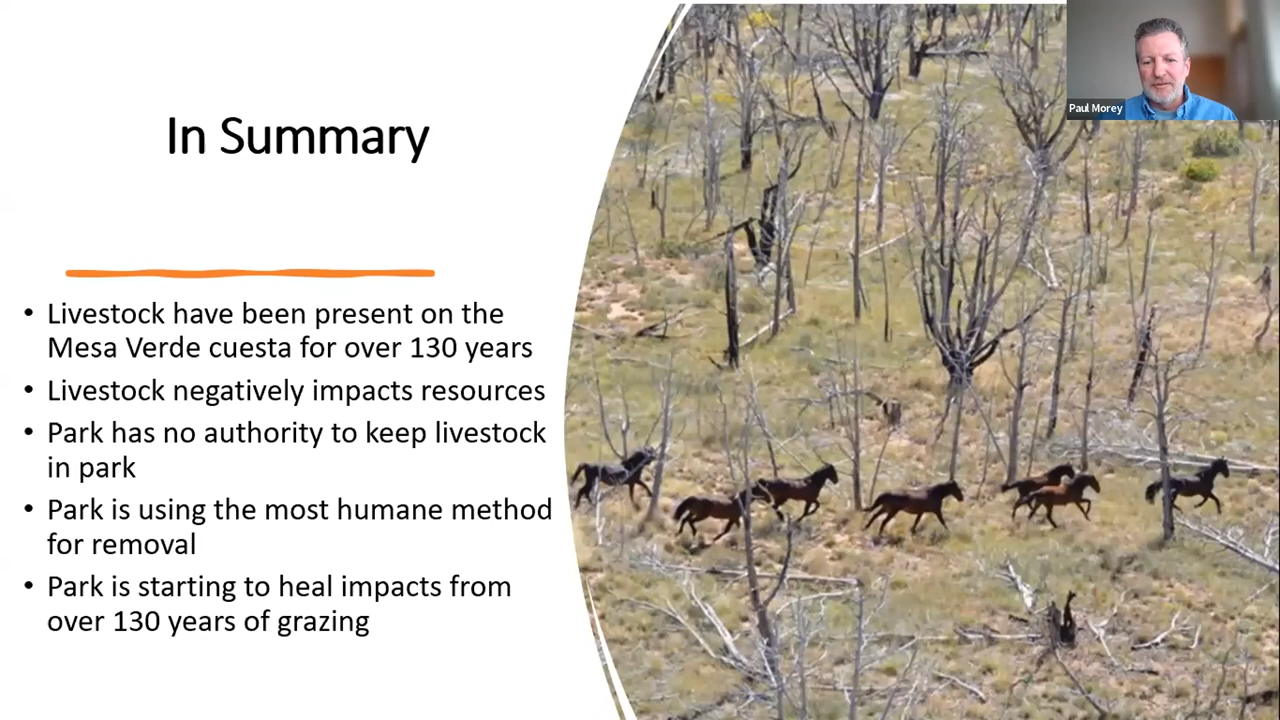 In Summary
• Livestock have been present on the
Mesa Verde cuesta for over 130 years
• Livestock negatively impacts resources
• Park has no authority to keep livestock
in park
• Park is using the most humane method
for removal
• Park is starting to heal impacts from
over 130 years of grazing
Paul Morey